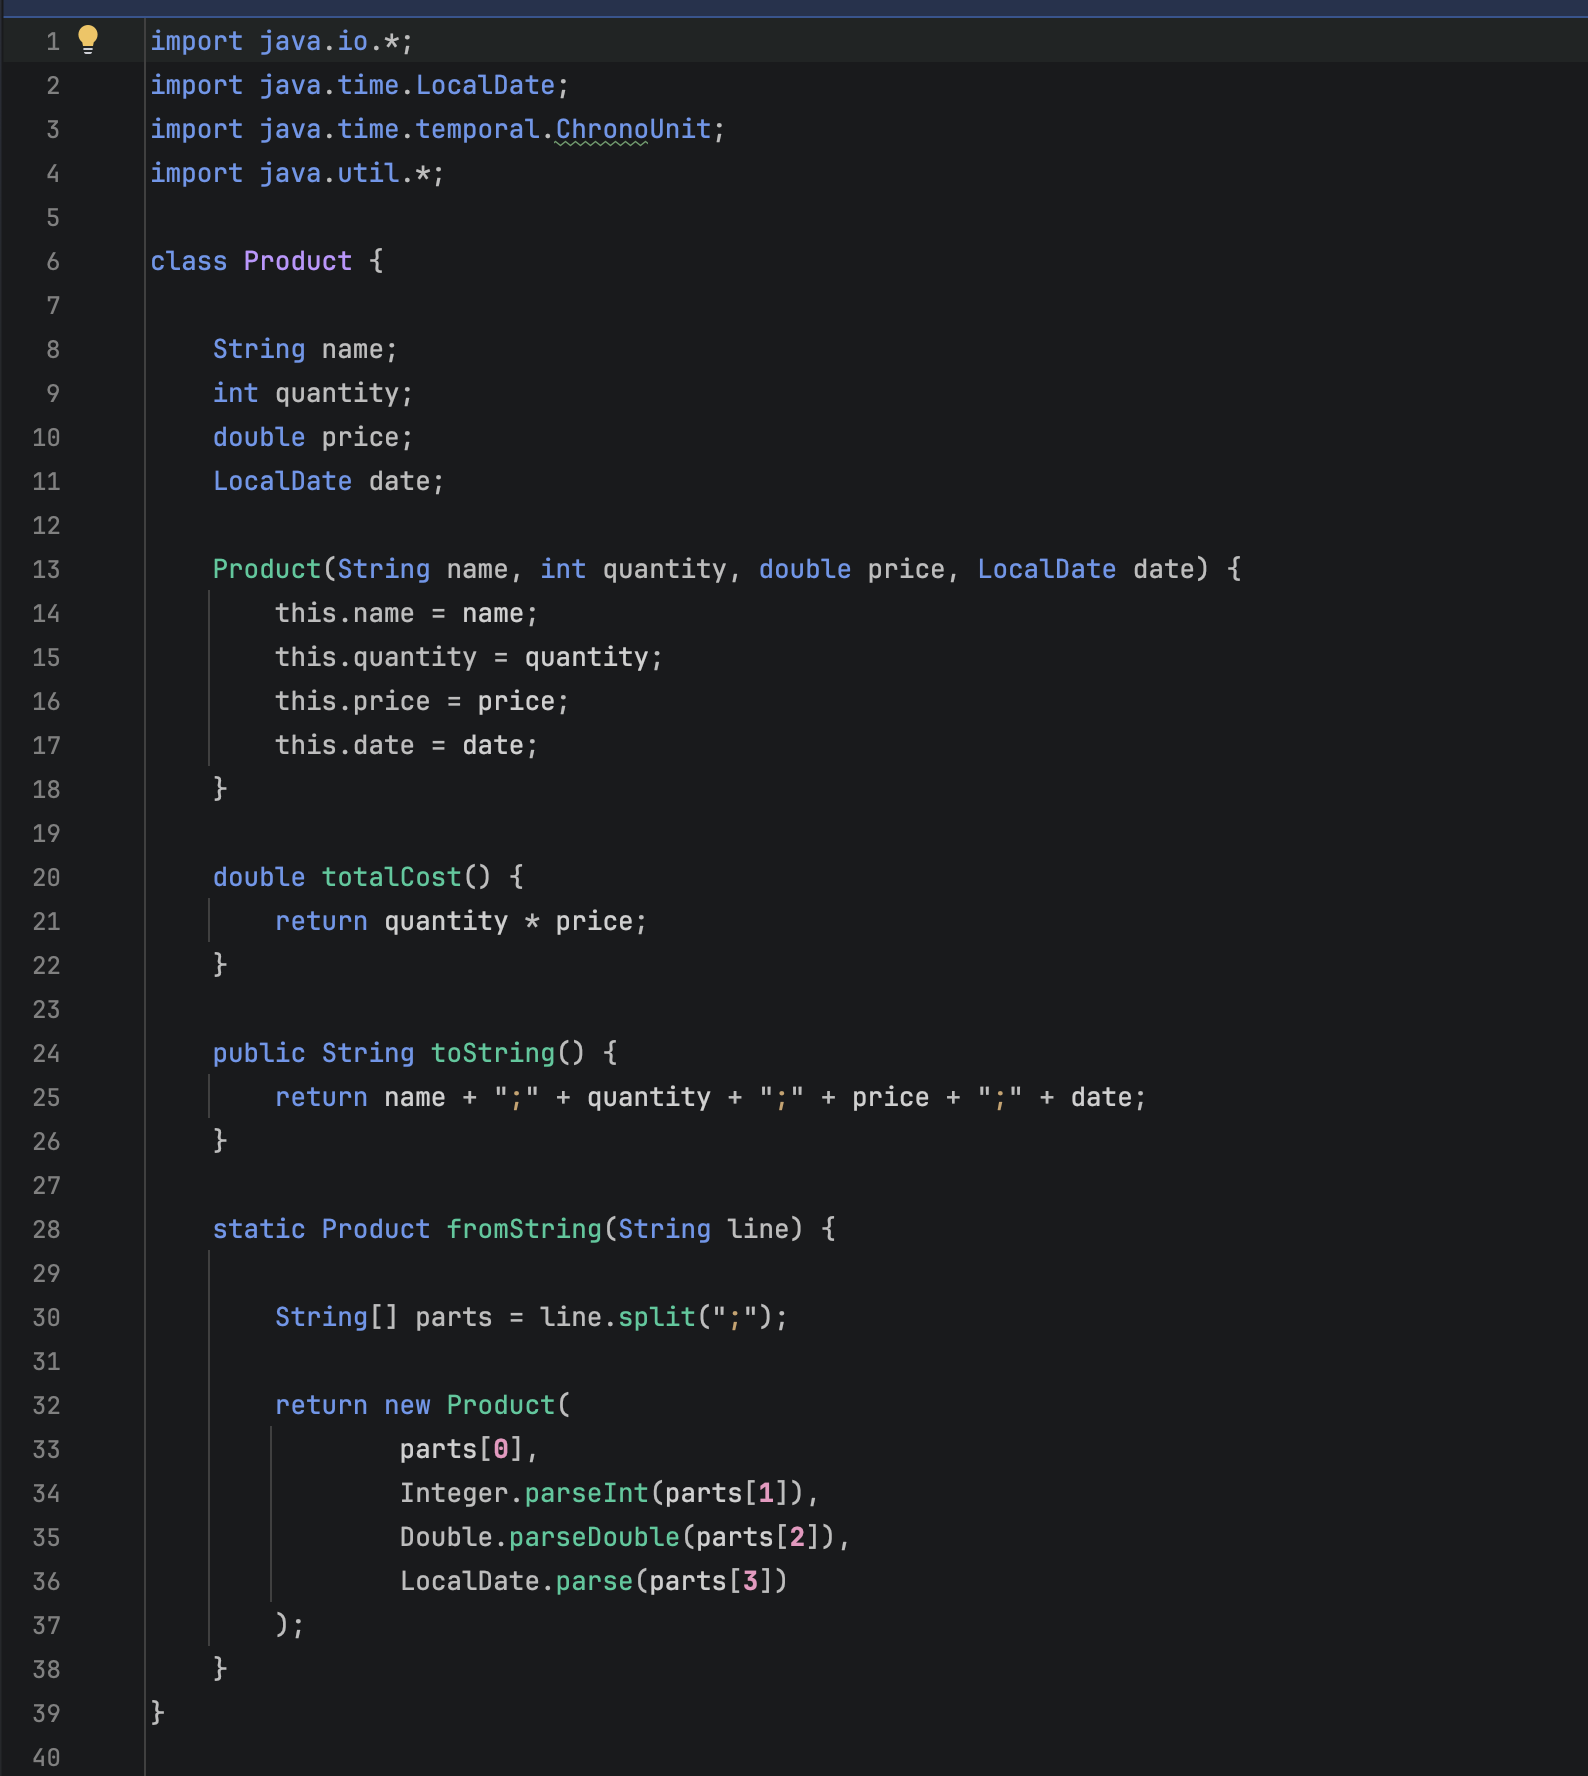 1 import java.io.*;
2 import java.time.LocalDate;
3 import java.time.temporal.ChronoUnit;
4 import java.util.*;
5
6 class Product {
7
8     String name;
9     int quantity;
10     double price;
11     LocalDate date;
12
13     Product(String name, int quantity, double price, LocalDate date) {
14         this.name = name;
15         this.quantity = quantity;
16         this.price = price;
17         this.date = date;
18     }
19
20     double totalCost() {
21         return quantity * price;
22     }
23
24     public String toString() {
25         return name + ";" + quantity + ";" + price + ";" + date;
26     }
27
28     static Product fromString(String line) {
29
30         String[] parts = line.split(";");
31
32         return new Product(
33                 parts[0],
34                 Integer.parseInt(parts[1]),
35                 Double.parseDouble(parts[2]),
36                 LocalDate.parse(parts[3])
37         );
38     }
39 }
40